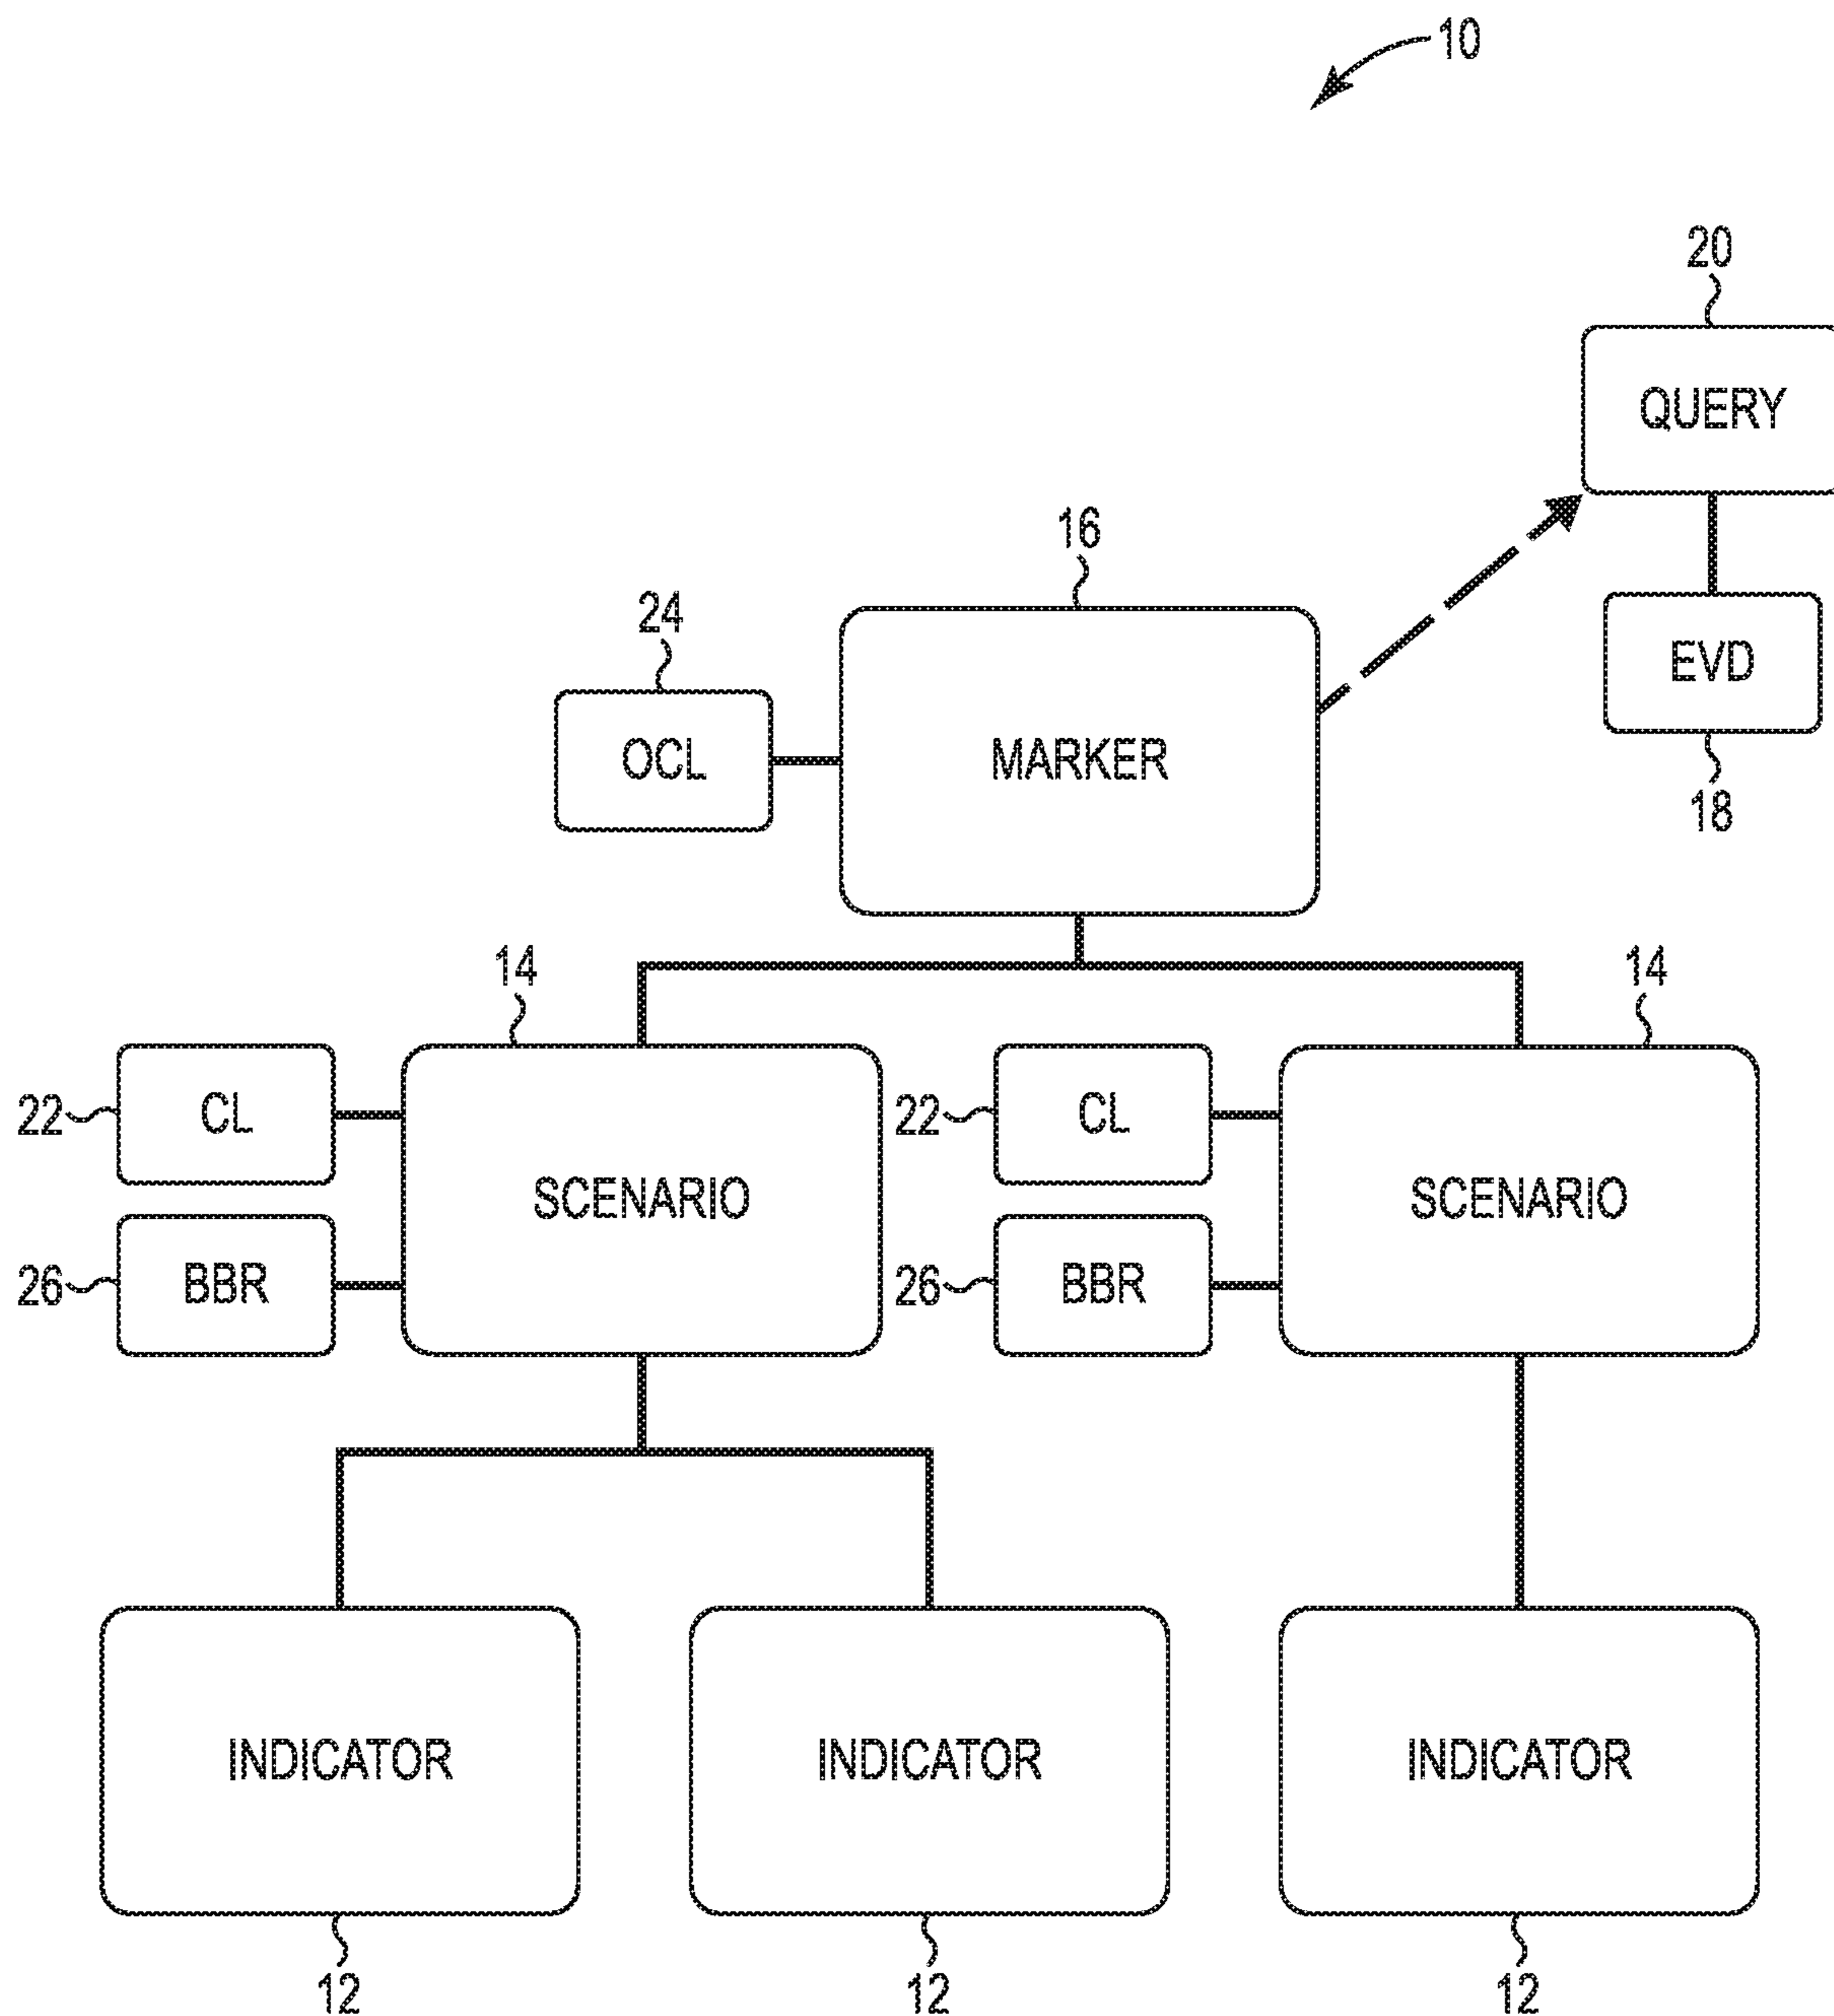 10
20
QUERY
16
24
EVD
OCL
MARKER
18
14
14
22
CL
22
CL
SCENARIO
SCENARIO
26
BBR
26
BBR
INDICATOR
INDICATOR
INDICATOR
12
12
12